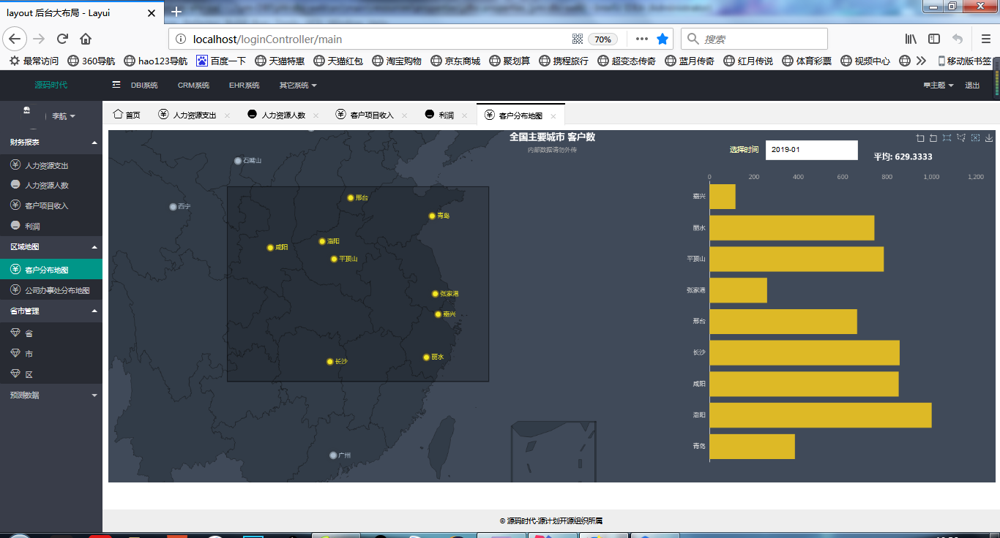 layout 后台大布局 - Layui
localhost/loginController/main
70%
搜索
最常访问 360导航 hao123导航 百度一下 天猫特惠 天猫红包 淘宝购物 京东商城 聚划算 携程旅行 超变态传奇 蓝月传奇 红月传说 体育彩票 视频中心 移动版书签
源码时代 DBI系统 CRM系统 EHR系统 其它系统 主题 退出
李航
首页 人力资源支出 人力资源人数 客户项目收入 利润 客户分布地图
财务报表
人力资源支出
人力资源人数
客户项目收入
利润
区域地图
客户分布地图
公司办事处分布地图
省市管理
省
市
区
预测数据
全国主要城市 客户数
内部数据请勿外传
选择时间 2019-01
平均: 629.3333
石嘴山
西宁
邢台
青岛
咸阳
洛阳
平顶山
张家港
嘉兴
长沙
丽水
广州
0 200 400 600 800 1,000 1,200
嘉兴
丽水
平顶山
张家港
邢台
长沙
咸阳
洛阳
青岛
© 源码时代-源计划开源组织所属